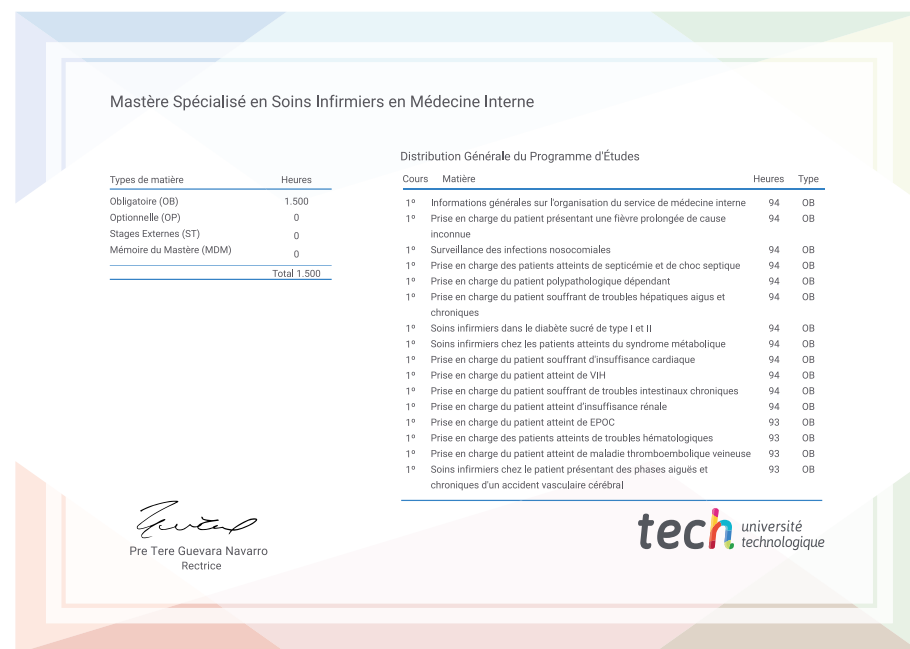 Mastère Spécialisé en Soins Infirmiers en Médecine Interne
Types de matière Heures
Obligatoire (OB) 1.500
Optionnelle (OP) 0
Stages Externes (ST) 0
Mémoire du Mastère (MDM) 0
Total 1.500
Distribution Générale du Programme d'Études
Cours Matière Heures Type
1º Informations générales sur l'organisation du service de médecine interne 94 OB
1º Prise en charge du patient présentant une fièvre prolongée de cause 94 OB
inconnue
1º Surveillance des infections nosocomiales 94 OB
1º Prise en charge des patients atteints de septicémie et de choc septique 94 OB
1º Prise en charge du patient polypathologique dépendant 94 OB
1º Prise en charge du patient souffrant de troubles hépatiques aigus et 94 OB
chroniques
1º Soins infirmiers dans le diabète sucré de type I et II 94 OB
1º Soins infirmiers chez les patients atteints du syndrome métabolique 94 OB
1º Prise en charge du patient souffrant d'insuffisance cardiaque 94 OB
1º Prise en charge du patient atteint de VIH 94 OB
1º Prise en charge du patient souffrant de troubles intestinaux chroniques 94 OB
1º Prise en charge du patient atteint d'insuffisance rénale 94 OB
1º Prise en charge du patient atteint de EPOC 93 OB
1º Prise en charge des patients atteints de troubles hématologiques 93 OB
1º Prise en charge du patient atteint de maladie thromboembolique veineuse 93 OB
1º Soins infirmiers chez le patient présentant des phases aiguës et 93 OB
chroniques d'un accident vasculaire cérébral
Pre Tere Guevara Navarro
Rectrice
tech université
technologique